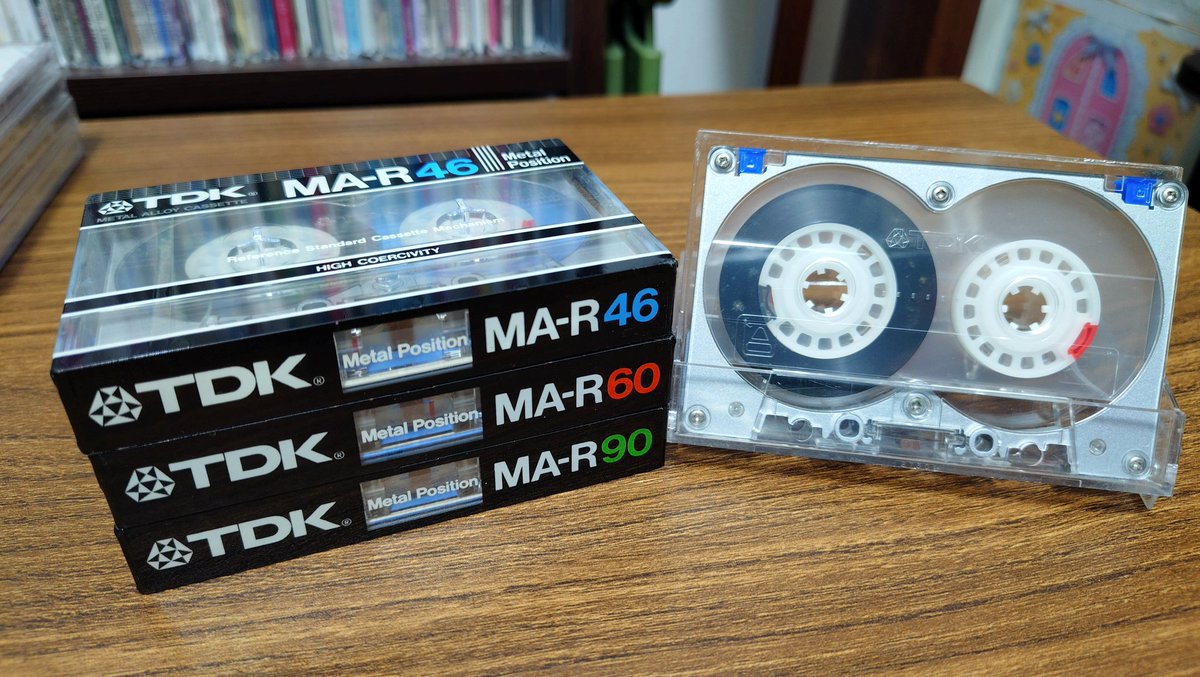 TDK® MA-R46 Metal Position
METAL ALLOY CASSETTE
Reference Standard Cassette Mechanism
HIGH COERCIVITY
TDK® Metal Position MA-R46
TDK® Metal Position MA-R60
TDK® Metal Position MA-R90
TDK